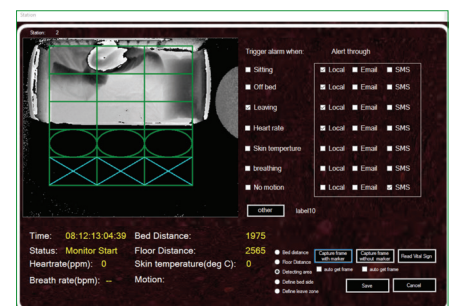 Station
Station: 2
Trigger alarm when: Alert through
Sitting Local Email SMS
Off bed Local Email SMS
Leaving Local Email SMS
Heart rate Local Email SMS
Skin temperture Local Email SMS
breathing Local Email SMS
No motion Local Email SMS
other label10
Time: 08:12:13:04:39 Bed Distance: 1975
Status: Monitor Start Floor Distance: 2565
Heartrate(ppm): 0 Skin temperature(deg C): 0
Breath rate(bpm): -- Motion:
Bed distance
Floor Distance
Detecting area
Define bed side
Define leave zone
Capture frame with marker
Capture frame without marker
Read Vital Sign
auto get frame auto get frame
Save Cancel